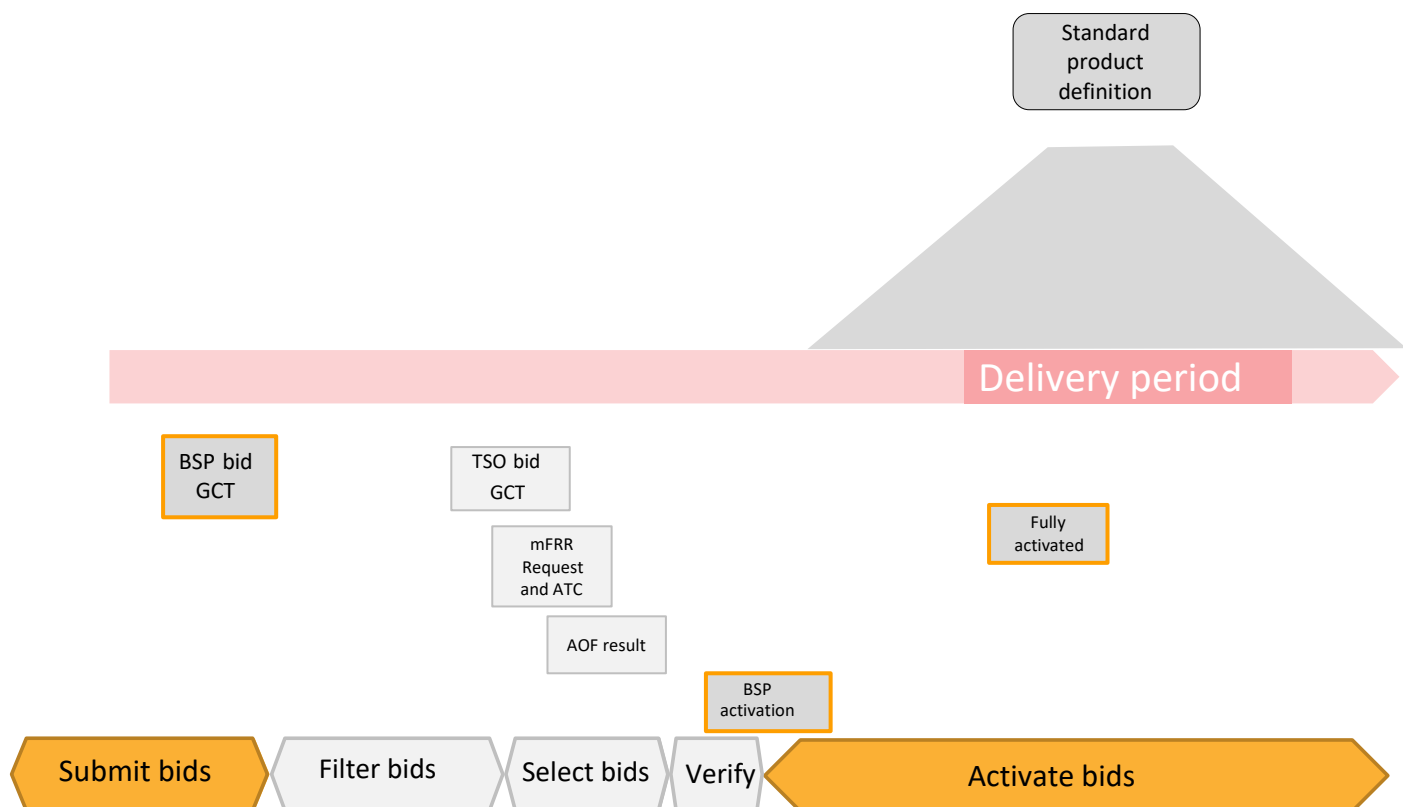 Standard
product
definition
Delivery period
BSP bid
GCT
TSO bid
GCT
mFRR
Request
and ATC
Fully
activated
AOF result
BSP
activation
Submit bids
Filter bids
Select bids
Verify
Activate bids